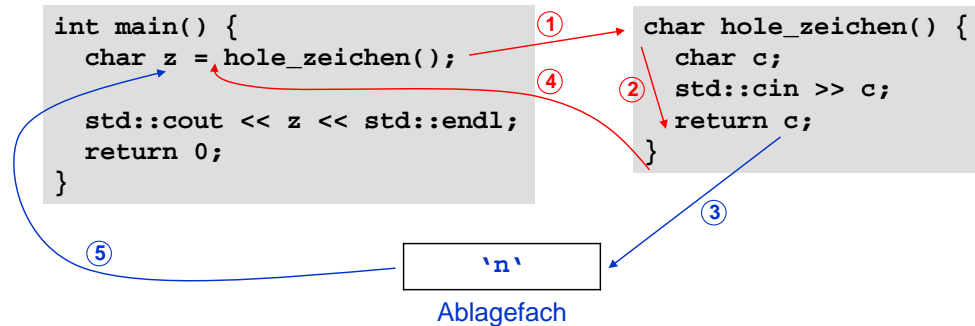 int main() {
  char z = hole_zeichen();
  std::cout << z << std::endl;
  return 0;
}
1
char hole_zeichen() {
  char c;
  std::cin >> c;
  return c;
}
4
2
3
5
‘n‘
Ablagefach